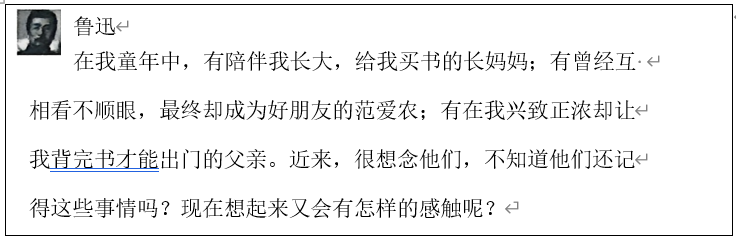 鲁迅
在我童年中，有陪伴我长大，给我买书的长妈妈；有曾经互
相看不顺眼，最终却成为好朋友的范爱农；有在我兴致正浓却让
我背完书才能出门的父亲。近来，很想念他们，不知道他们还记
得这些事情吗？现在想起来又会有怎样的感触呢？